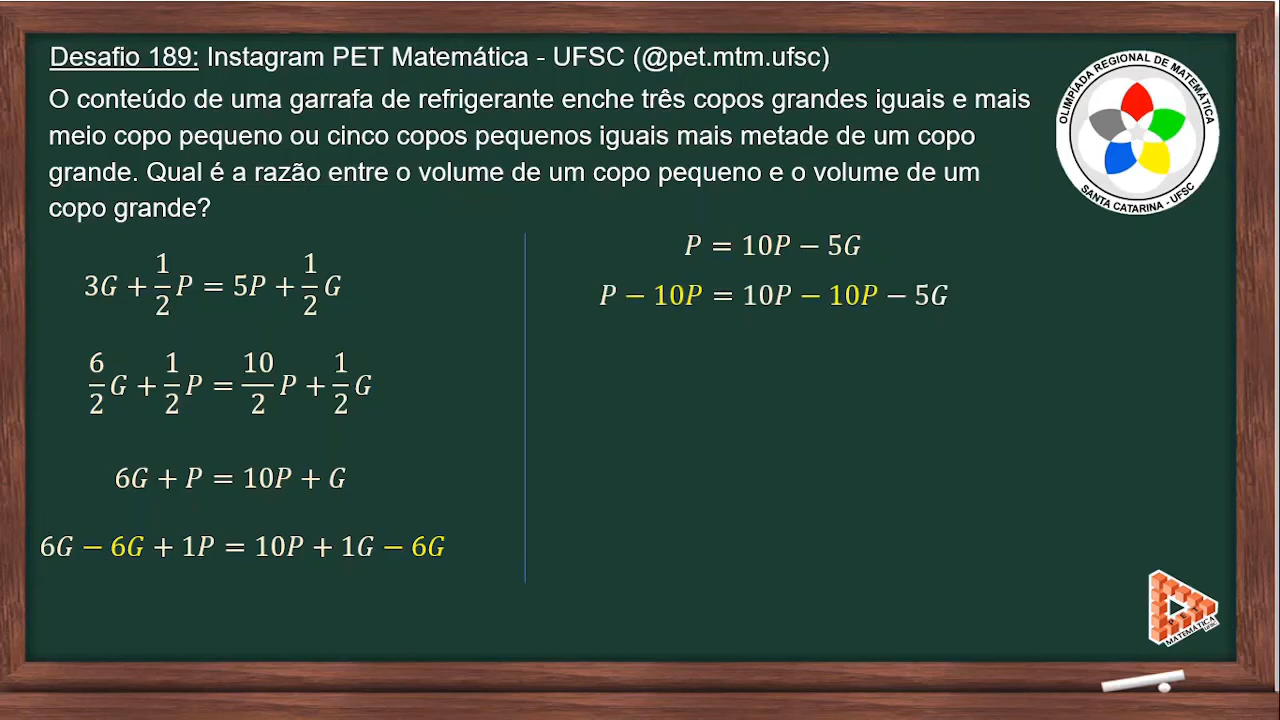 Desafio 189: Instagram PET Matemática - UFSC (@pet.mtm.ufsc)
O conteúdo de uma garrafa de refrigerante enche três copos grandes iguais e mais
meio copo pequeno ou cinco copos pequenos iguais mais metade de um copo
grande. Qual é a razão entre o volume de um copo pequeno e o volume de um
copo grande?
OLIMPÍADA REGIONAL DE MATEMÁTICA
SANTA CATARINA - UFSC
3G + 1/2 P = 5P + 1/2 G
6/2 G + 1/2 P = 10/2 P + 1/2 G
6G + P = 10P + G
6G − 6G + 1P = 10P + 1G − 6G
P = 10P − 5G
P − 10P = 10P − 10P − 5G
PET
MATEMÁTICA
UFSC